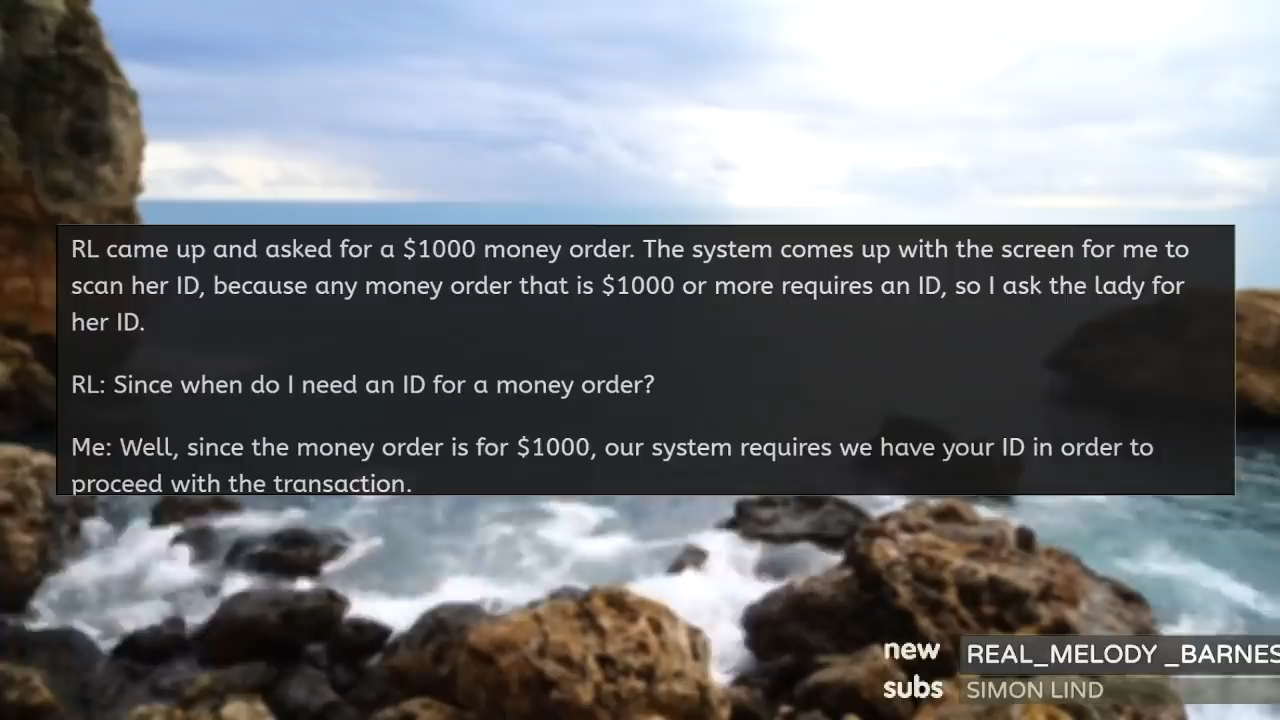 RL came up and asked for a $1000 money order. The system comes up with the screen for me to
scan her ID, because any money order that is $1000 or more requires an ID, so I ask the lady for
her ID.
RL: Since when do I need an ID for a money order?
Me: Well, since the money order is for $1000, our system requires we have your ID in order to
proceed with the transaction.
new
subs
REAL_MELODY _BARNES
SIMON LIND